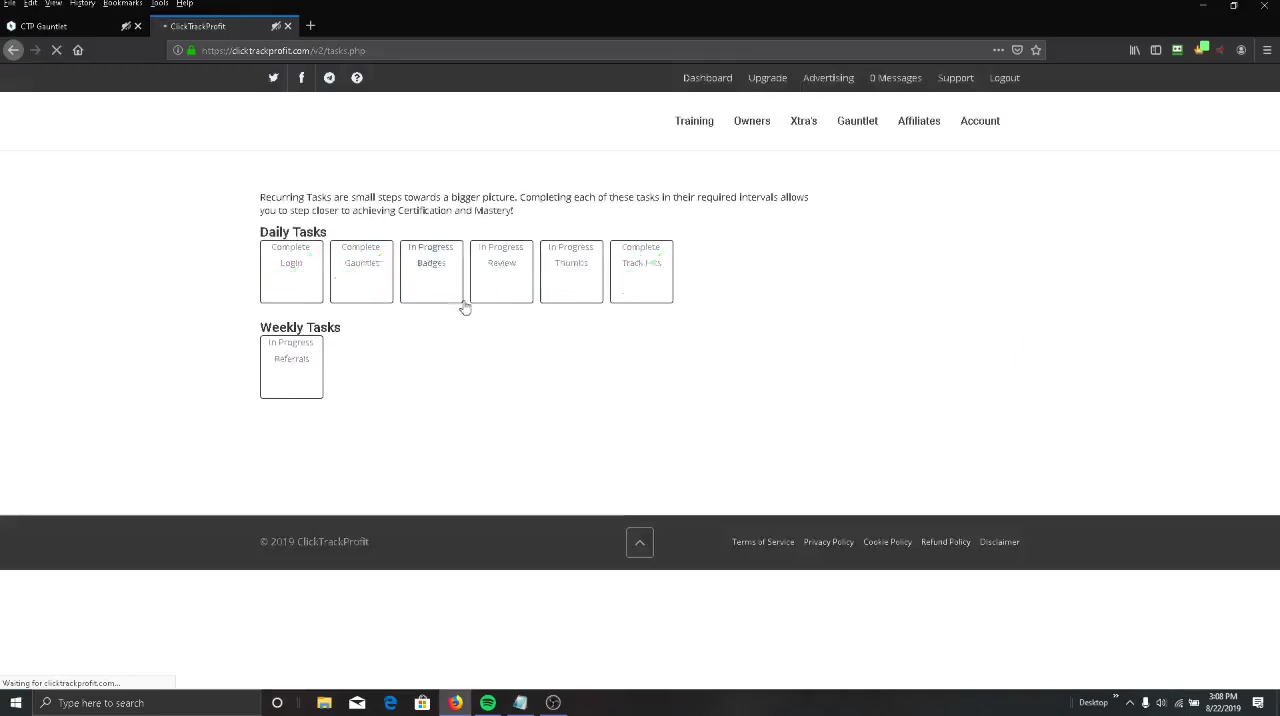 File Edit View History Bookmarks Tools Help
CTP Gauntlet
ClickTrackProfit
https://clicktrackprofit.com/v2/tasks.php
Dashboard Upgrade Advertising 0 Messages Support Logout
Training Owners Xtra's Gauntlet Affiliates Account
Recurring Tasks are small steps towards a bigger picture. Completing each of these tasks in their required intervals allows
you to step closer to achieving Certification and Mastery!
Daily Tasks
Complete Login
Complete Gauntlet
In Progress Badges
In Progress Review
In Progress Thumbs
Complete Track Hits
Weekly Tasks
In Progress Referrals
© 2019 ClickTrackProfit
Terms of Service Privacy Policy Cookie Policy Refund Policy Disclaimer
Waiting for clicktrackprofit.com...
Type here to search
Desktop
3:08 PM
8/22/2019